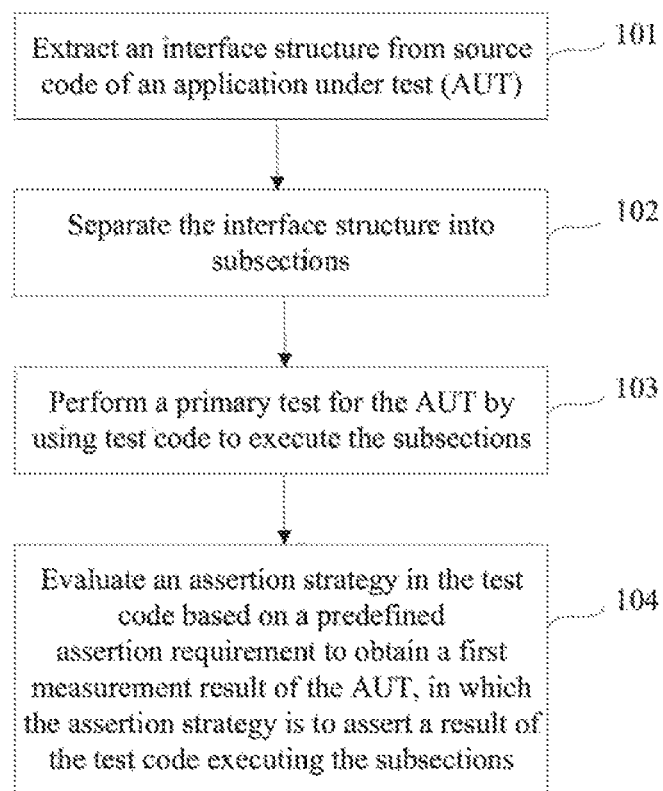 Extract an interface structure from source
code of an application under test (AUT)
101
Separate the interface structure into
subsections
102
Perform a primary test for the AUT by
using test code to execute the subsections
103
Evaluate an assertion strategy in the test
code based on a predefined
assertion requirement to obtain a first
measurement result of the AUT, in which
the assertion strategy is to assert a result of
the test code executing the subsections
104